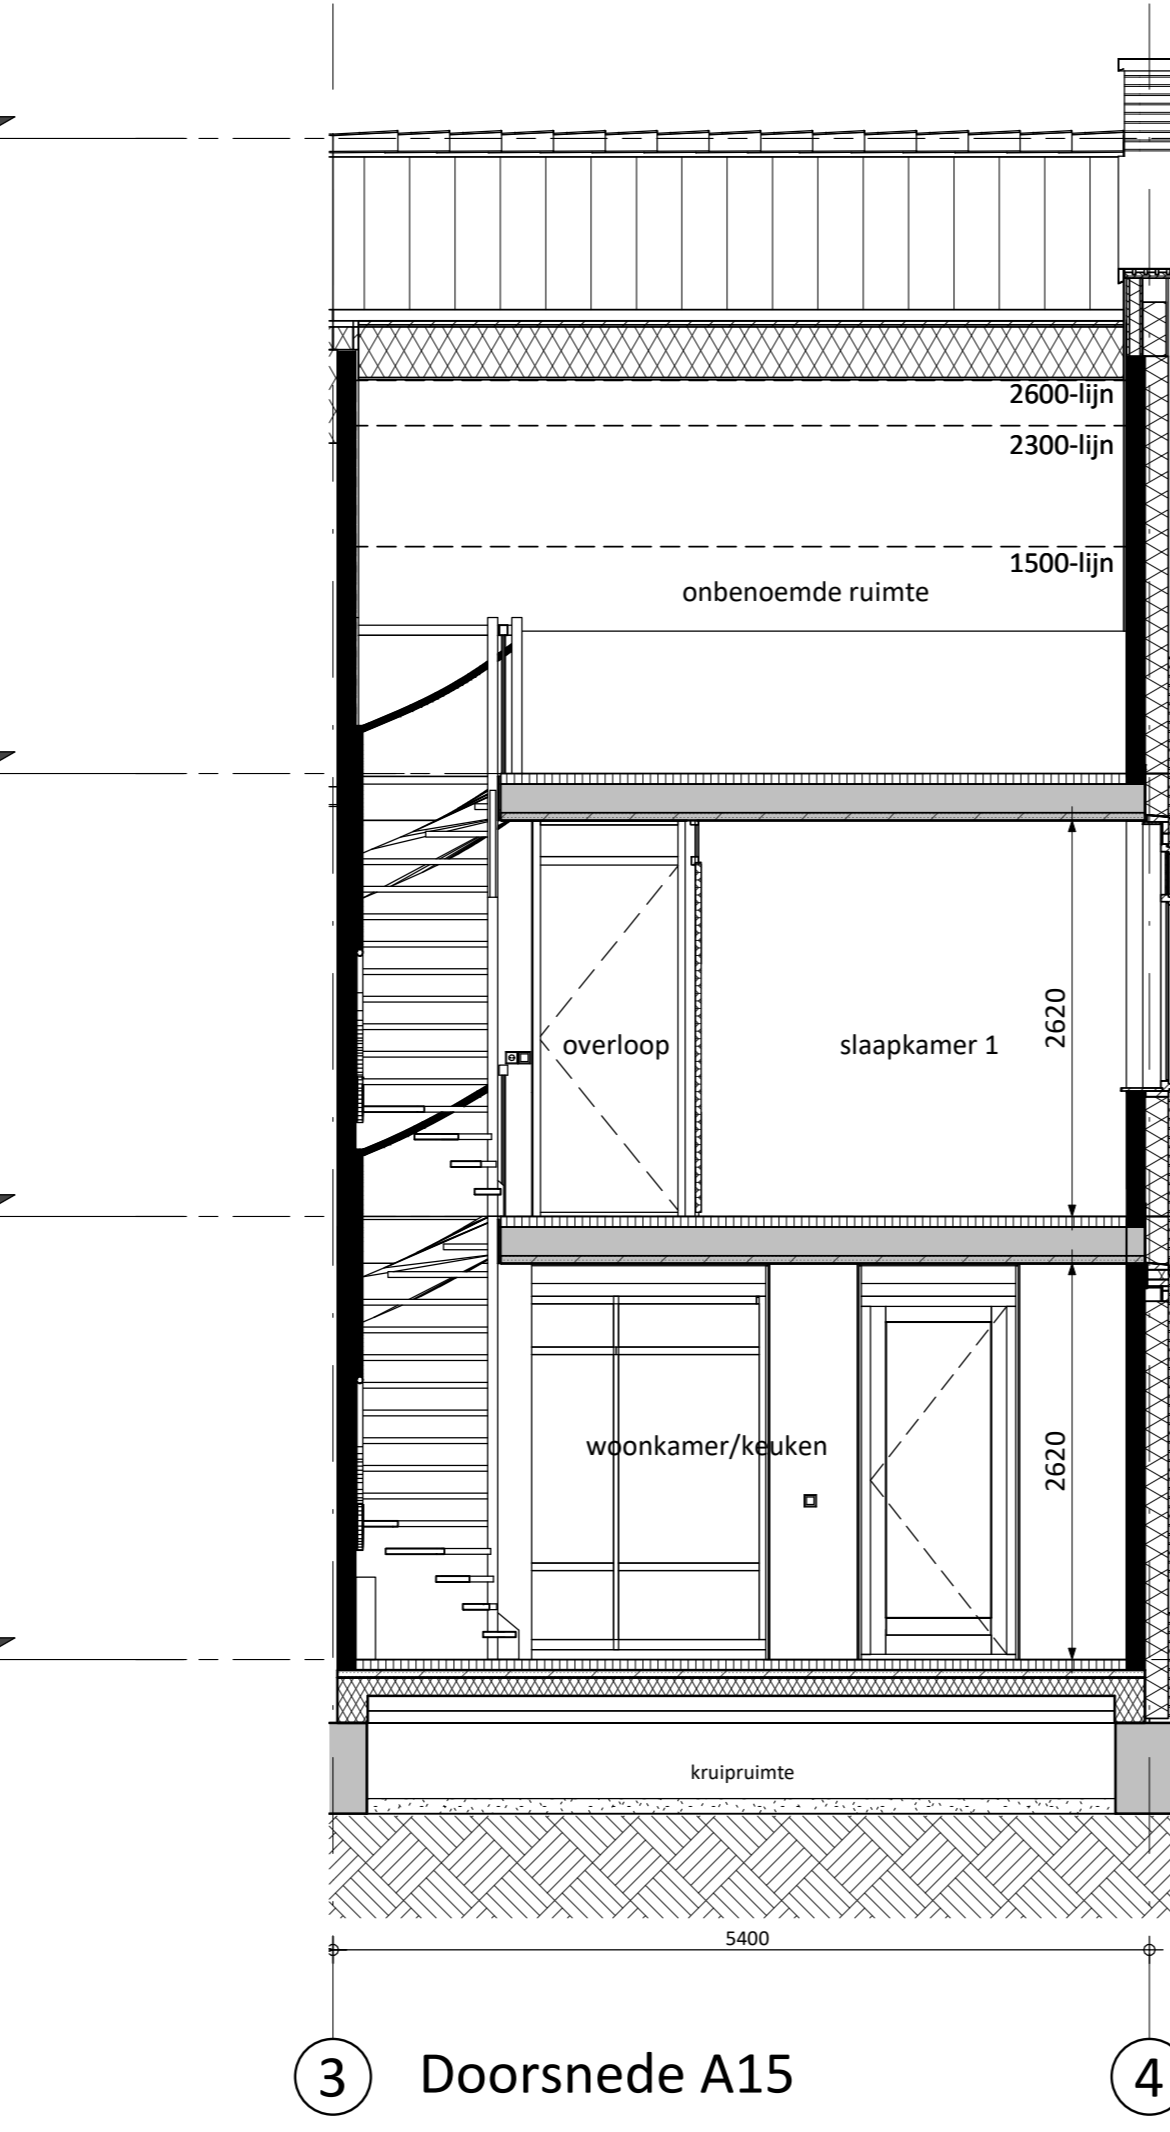 2600-lijn
2300-lijn
1500-lijn
onbenoemde ruimte
overloop
slaapkamer 1
2620
woonkamer/keuken
2620
kruipruimte
5400
3
Doorsnede A15
4